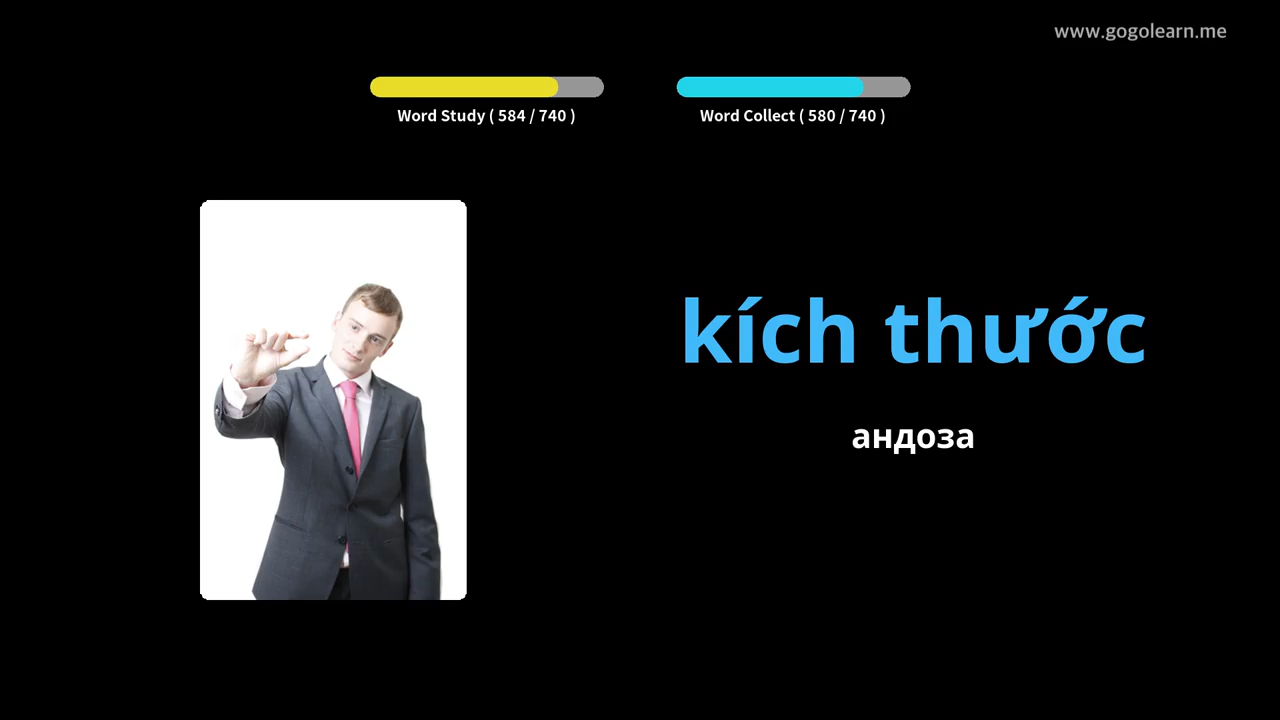 www.gogolearn.me
Word Study ( 584 / 740 )
Word Collect ( 580 / 740 )
kích thước
андоза